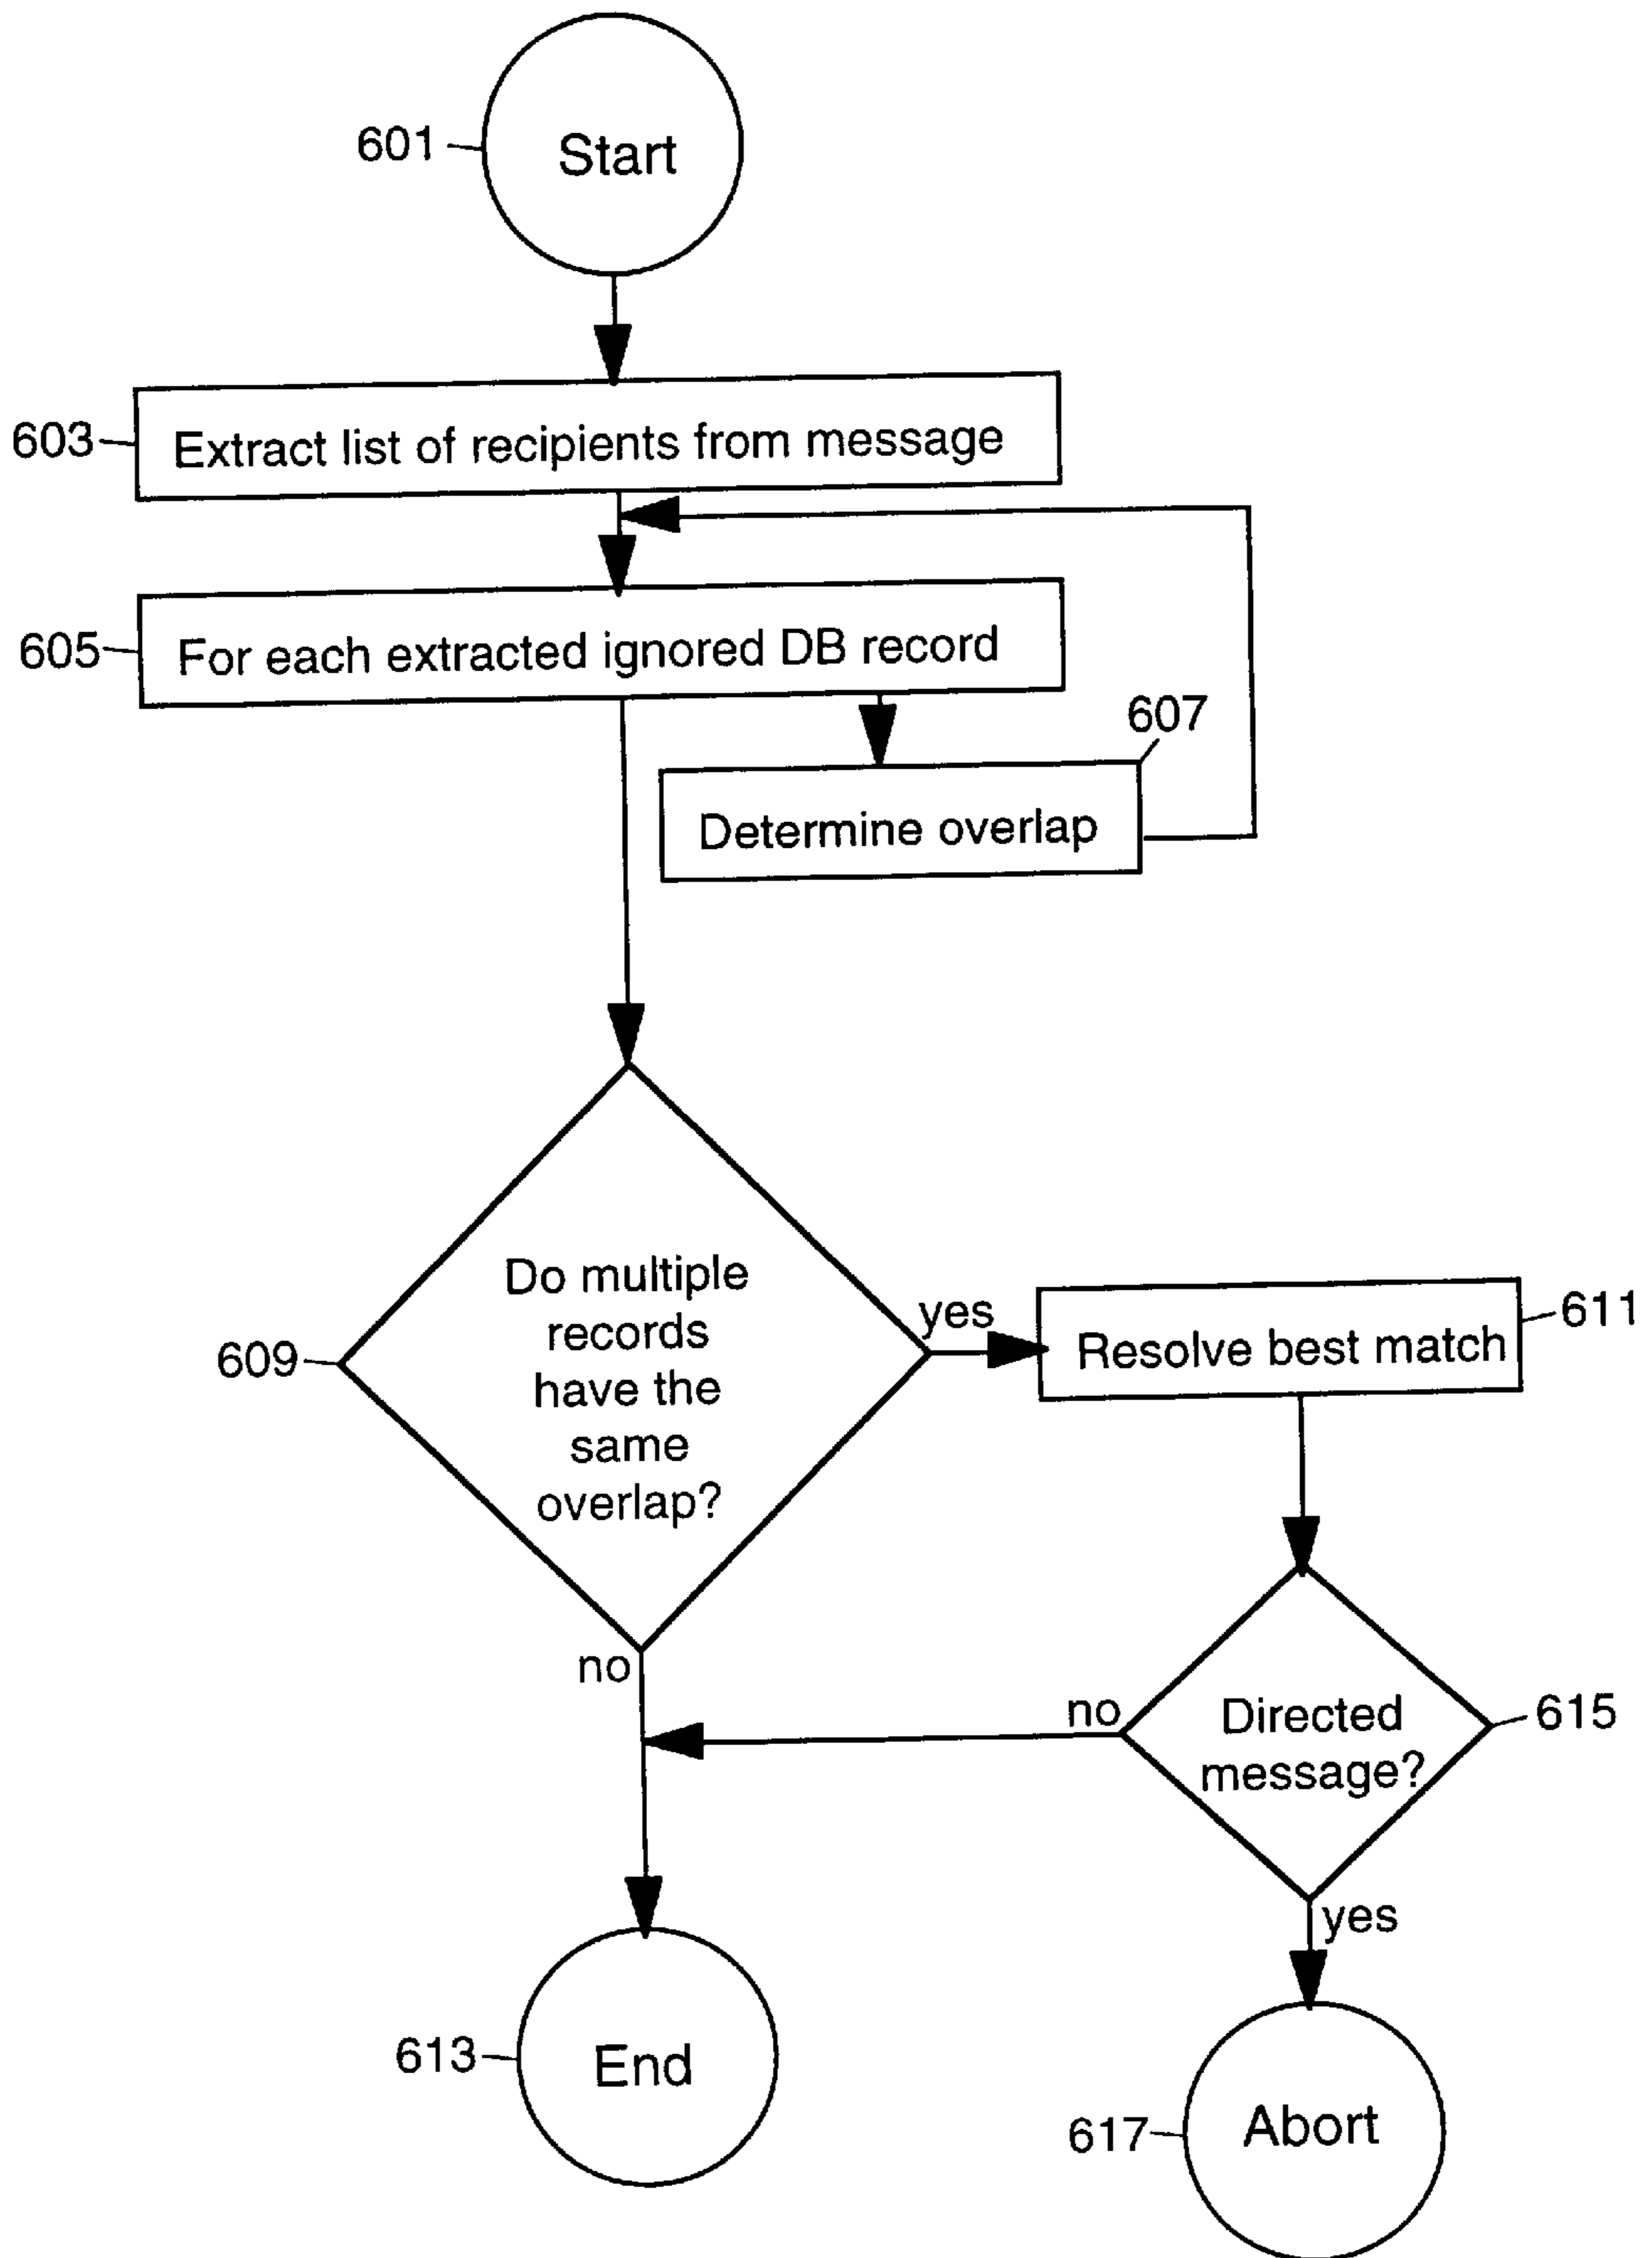 601
Start
603
Extract list of recipients from message
605
For each extracted ignored DB record
607
Determine overlap
609
Do multiple
records
have the
same
overlap?
yes
Resolve best match
611
no
no
Directed
message?
615
yes
613
End
617
Abort